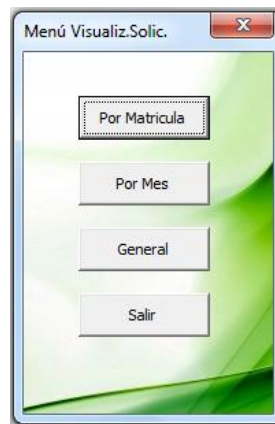 Menú Visualiz.Solic.
Por Matricula
Por Mes
General
Salir